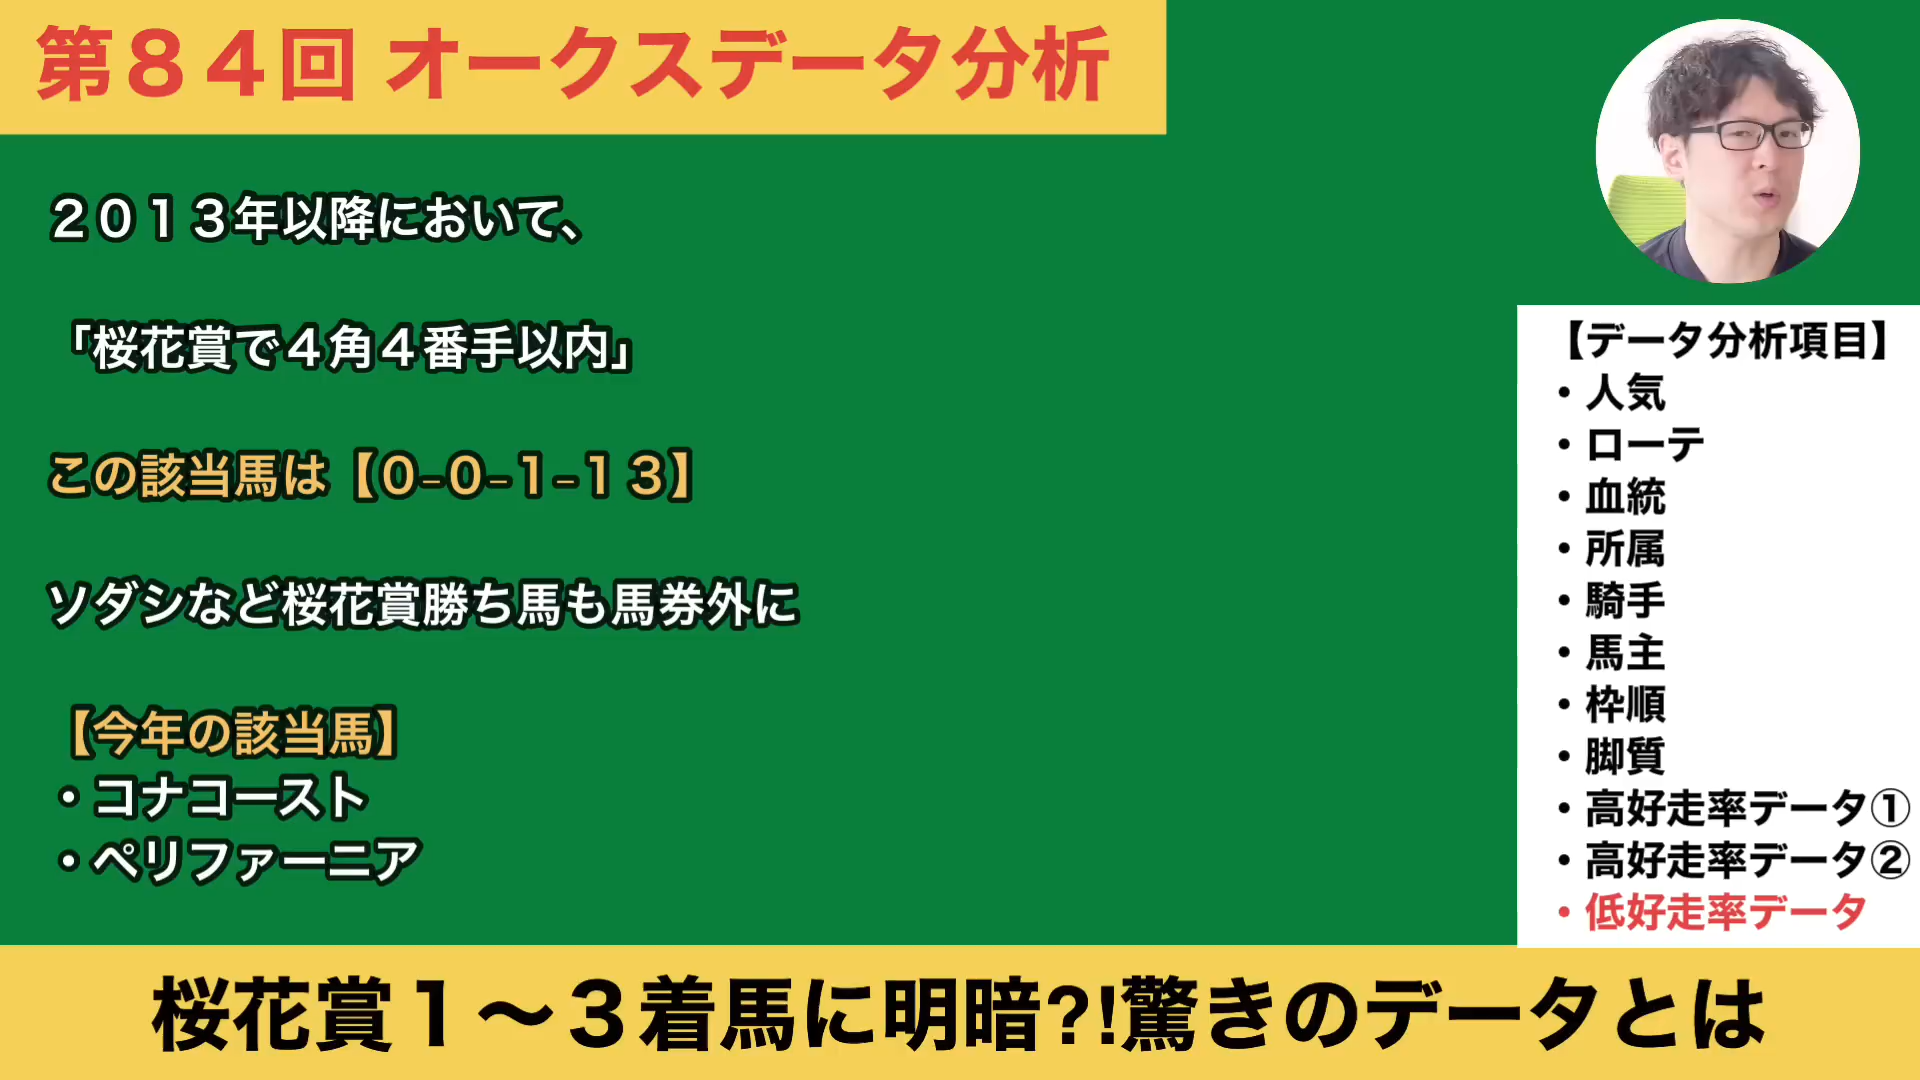 第８４回 オークスデータ分析
２０１３年以降において、
「桜花賞で４角４番手以内」
この該当馬は【０−０−１−１３】
ソダシなど桜花賞勝ち馬も馬券外に
【今年の該当馬】
・コナコースト
・ペリファーニア
【データ分析項目】
・人気
・ローテ
・血統
・所属
・騎手
・馬主
・枠順
・脚質
・高好走率データ①
・高好走率データ②
・低好走率データ
桜花賞１〜３着馬に明暗?!驚きのデータとは